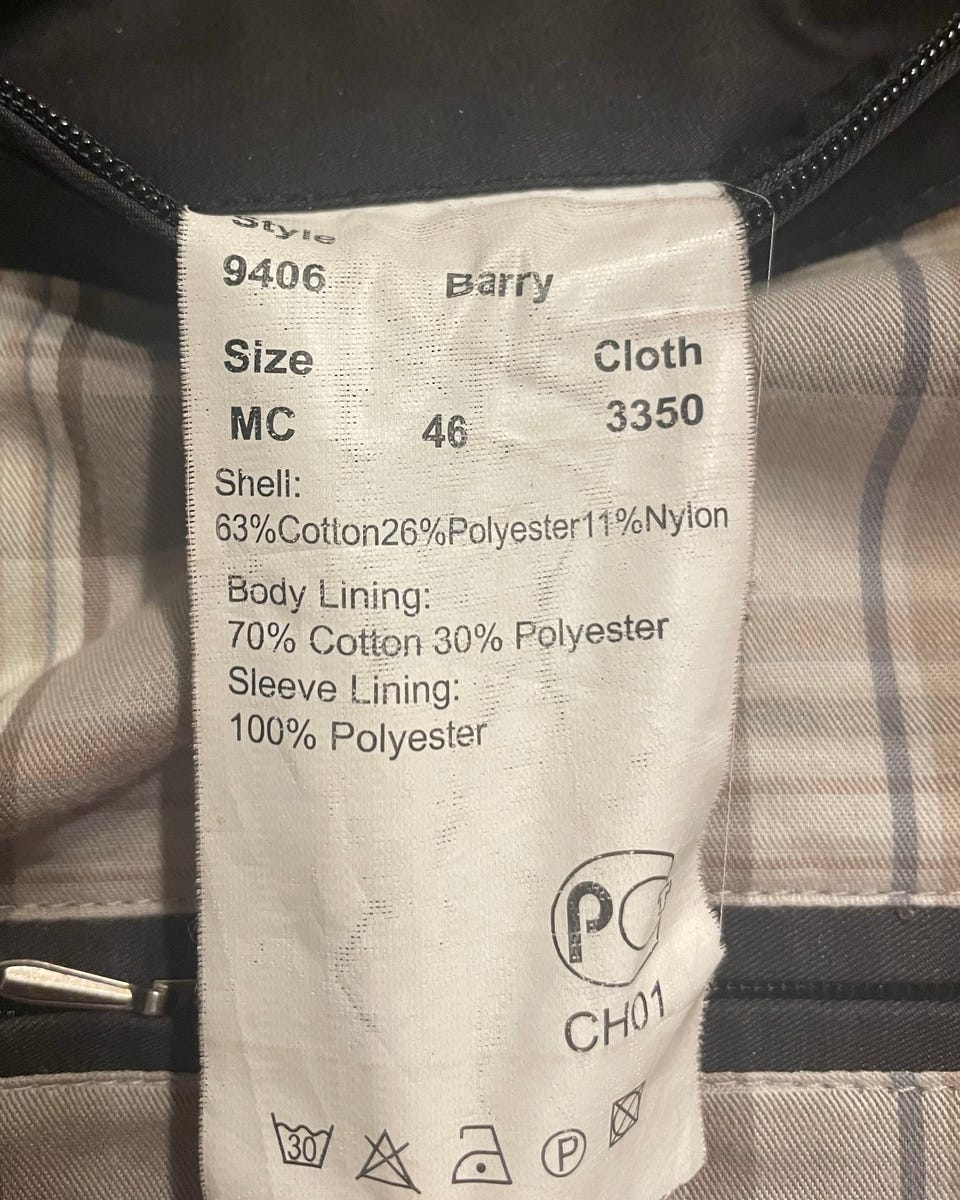 Style
9406 Barry
Size Cloth
MC 46 3350
Shell:
63%Cotton26%Polyester11%Nylon
Body Lining:
70% Cotton 30% Polyester
Sleeve Lining:
100% Polyester
PC
CH01
30
P